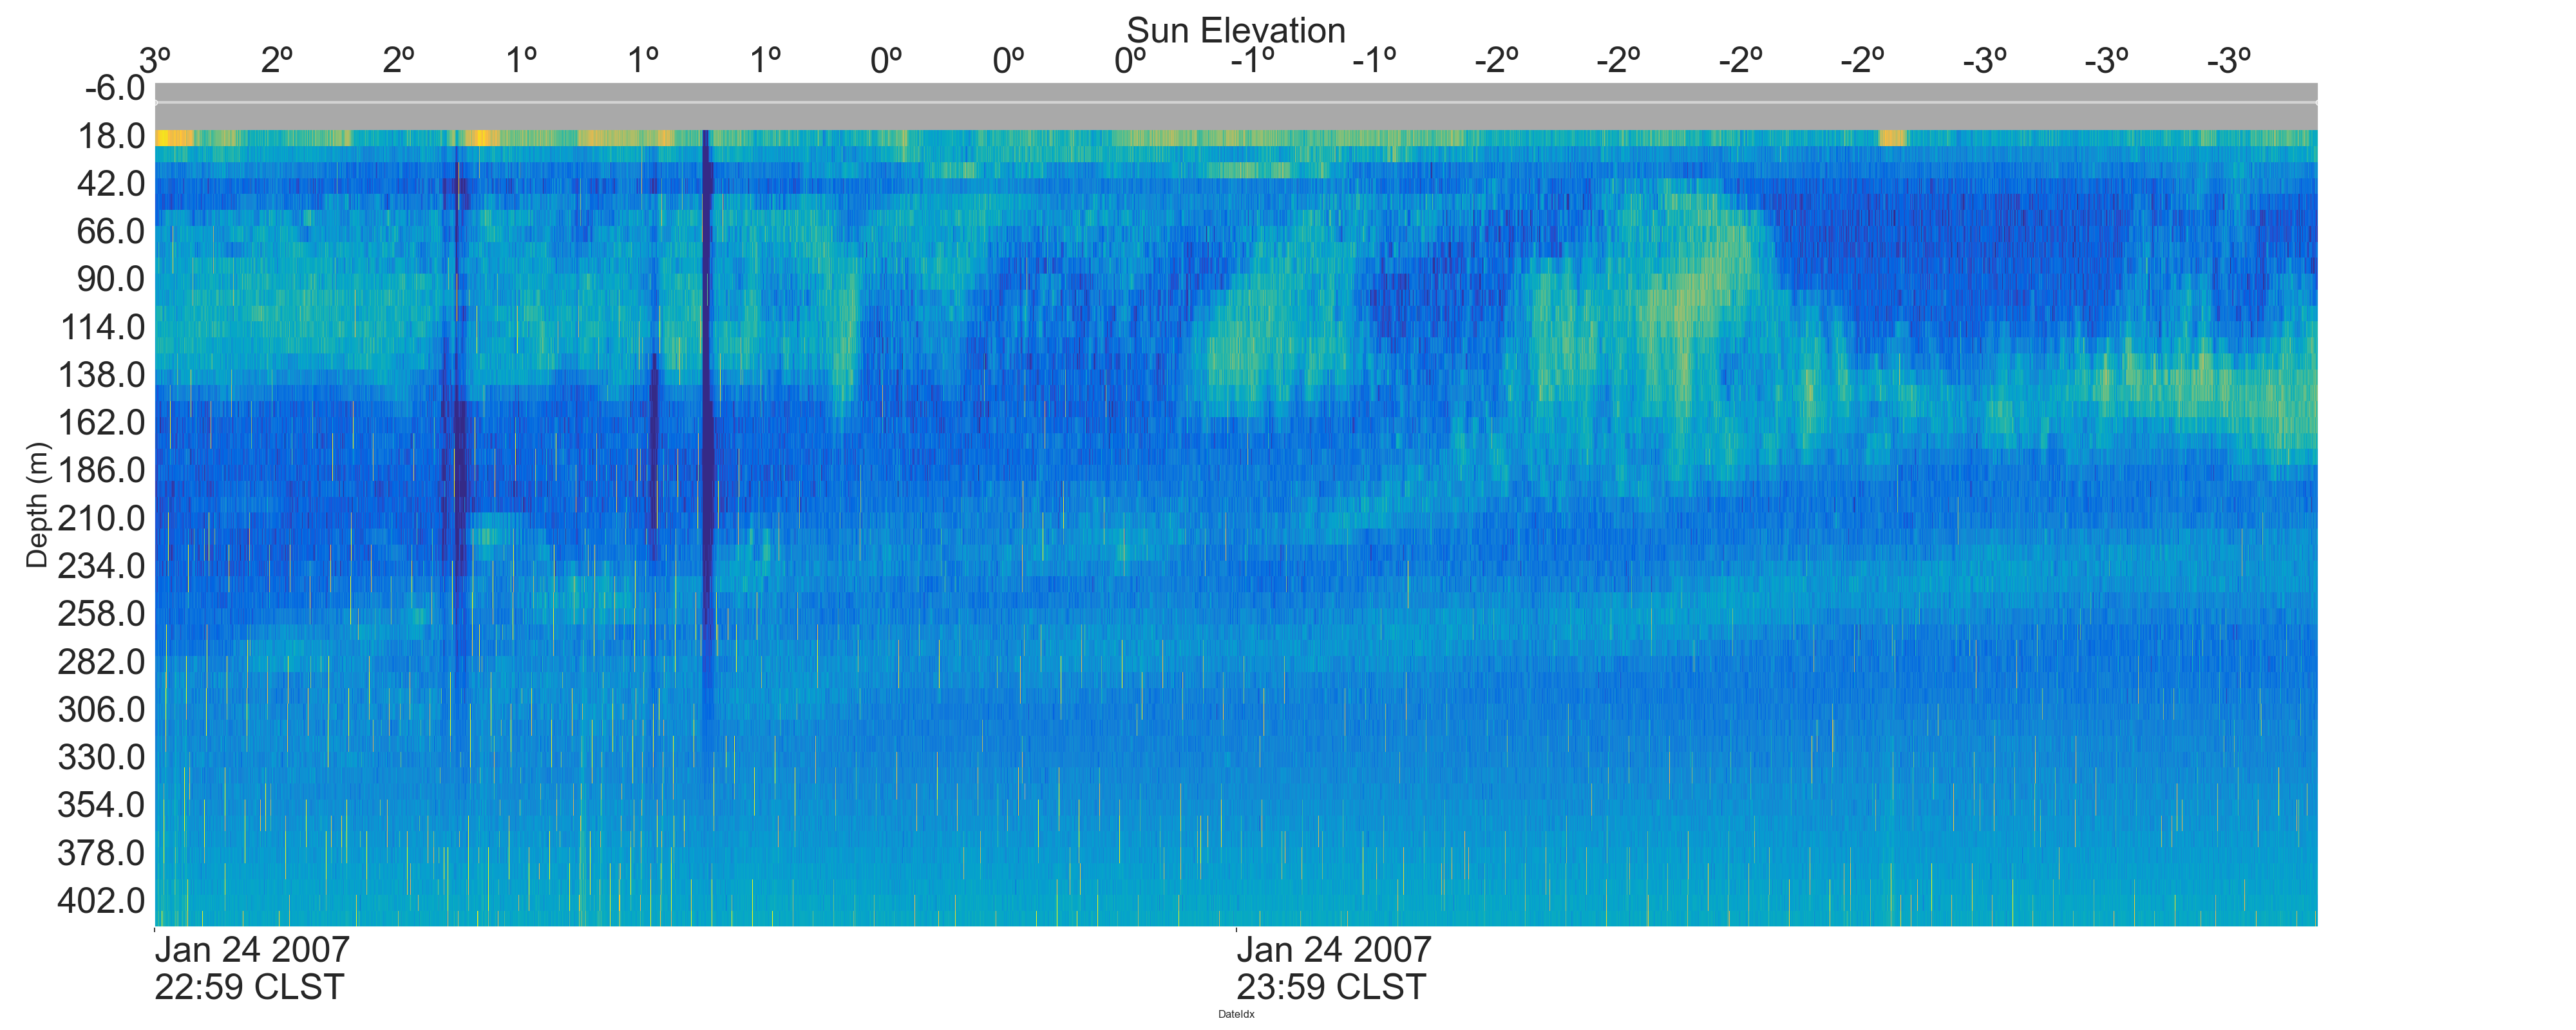 Sun Elevation
3º 2º 2º 1º 1º 1º 0º 0º 0º -1º -1º -2º -2º -2º -2º -3º -3º -3º
-6.0
18.0
42.0
66.0
90.0
114.0
138.0
162.0
186.0
210.0
234.0
258.0
282.0
306.0
330.0
354.0
378.0
402.0
Depth (m)
Jan 24 2007
22:59 CLST
Jan 24 2007
23:59 CLST
DateIdx